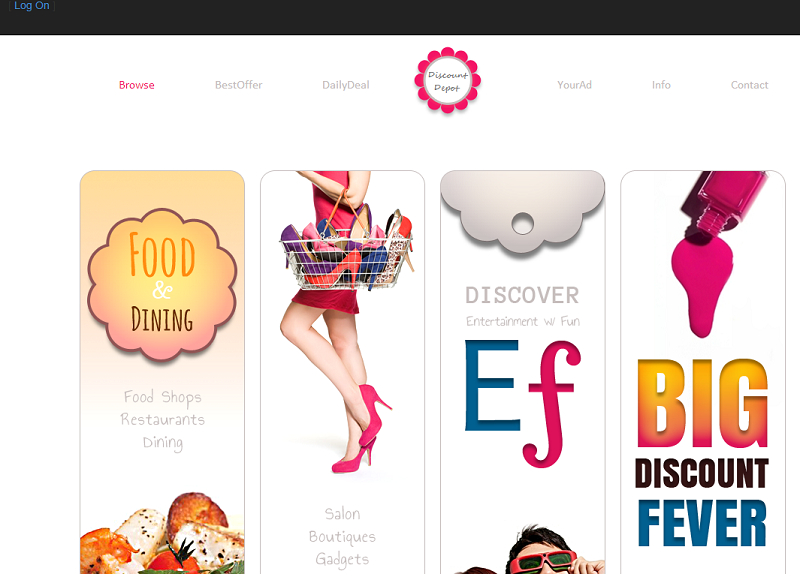 [ Log On ]
Browse
BestOffer
DailyDeal
Discount
Depot
YourAd
Info
Contact
FOOD
&
DINING
Food Shops
Restaurants
Dining
Salon
Boutiques
Gadgets
DISCOVER
Entertainment w/ Fun
Ef
BIG
DISCOUNT
FEVER